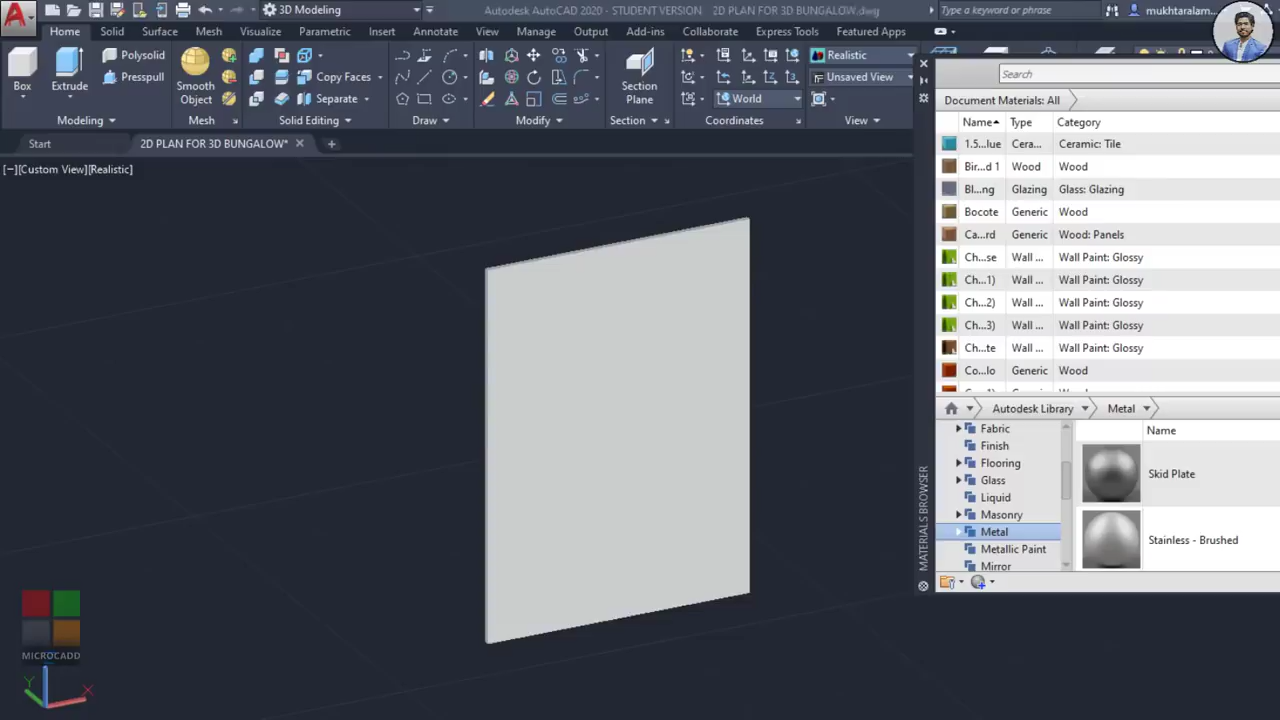 3D Modeling
Autodesk AutoCAD 2020 - STUDENT VERSION 2D PLAN FOR 3D BUNGALOW.dwg
Type a keyword or phrase
mukhtaralam...
Home Solid Surface Mesh Visualize Parametric Insert Annotate View Manage Output Add-ins Collaborate Express Tools Featured Apps
Box
Extrude
Polysolid
Presspull
Modeling
Smooth
Object
Mesh
Copy Faces
Separate
Solid Editing
Draw
Modify
Section
Plane
Section
World
Coordinates
Realistic
Unsaved View
View
Start
2D PLAN FOR 3D BUNGALOW*
[−][Custom View][Realistic]
Search
Document Materials: All
Name Type Category
1.5...lue Cera... Ceramic: Tile
Bir...d 1 Wood Wood
Bl...ng Glazing Glass: Glazing
Bocote Generic Wood
Ca...rd Generic Wood: Panels
Ch...se Wall ... Wall Paint: Glossy
Ch...1) Wall ... Wall Paint: Glossy
Ch...2) Wall ... Wall Paint: Glossy
Ch...3) Wall ... Wall Paint: Glossy
Ch...te Wall ... Wall Paint: Glossy
Co...lo Generic Wood
Autodesk Library Metal
Fabric
Finish
Flooring
Glass
Liquid
Masonry
Metal
Metallic Paint
Mirror
Name
Skid Plate
Stainless - Brushed
MATERIALS BROWSER
MICROCADD
Y
X